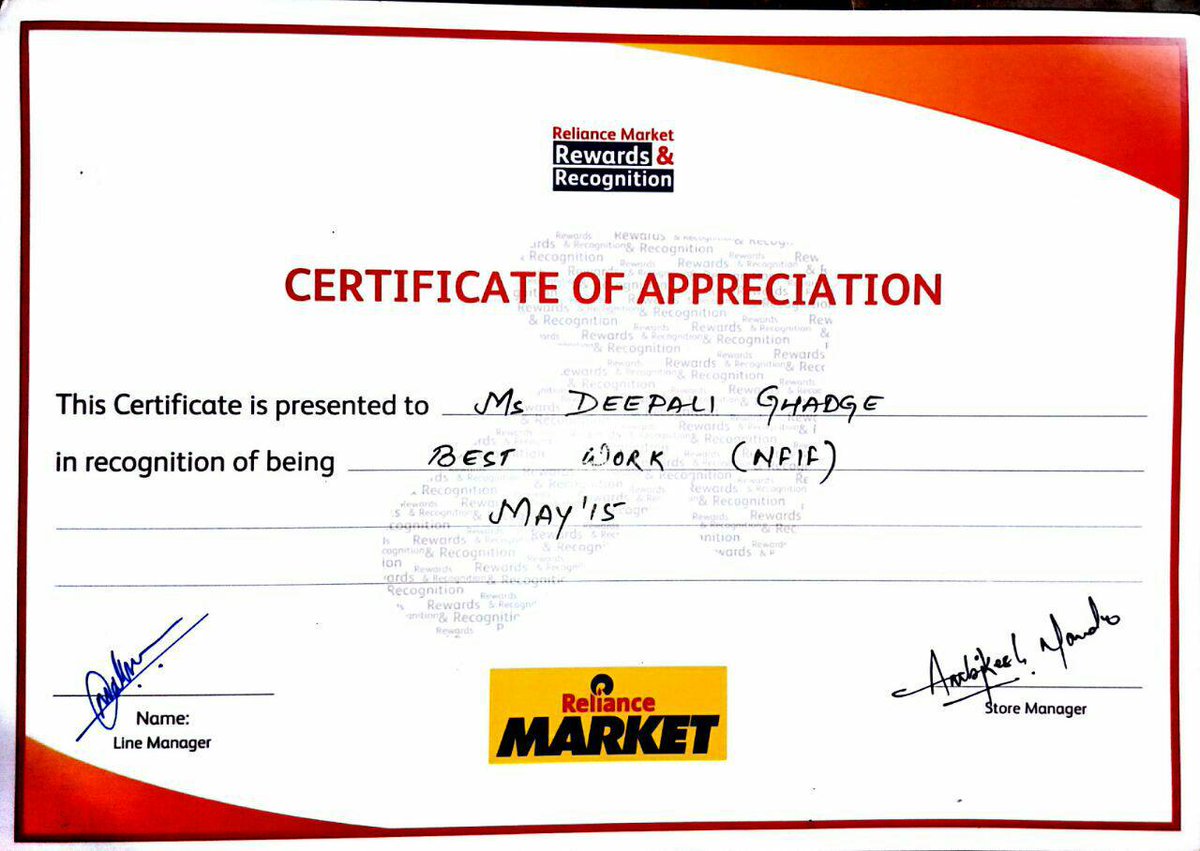 Reliance Market
Rewards &
Recognition
CERTIFICATE OF APPRECIATION
This Certificate is presented to Ms DEEPALI GHADGE
in recognition of being BEST WORK (NFIF)
MAY'15
Name:
Line Manager
Store Manager
Reliance
MARKET